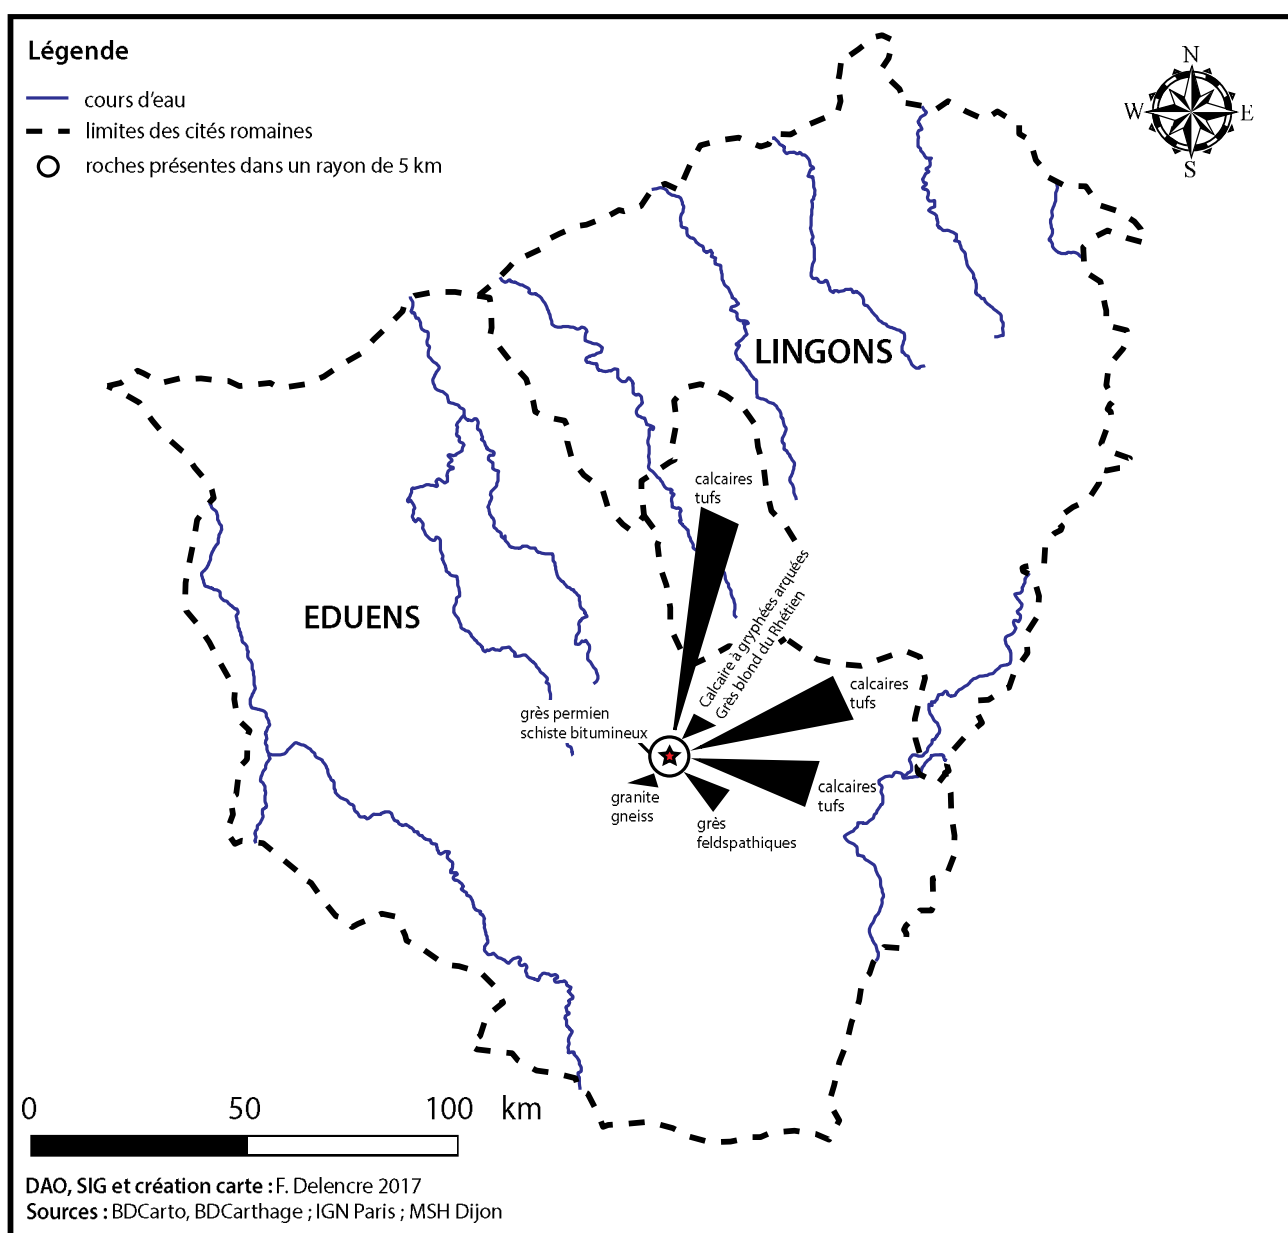 Légende
cours d'eau
limites des cités romaines
roches présentes dans un rayon de 5 km
N
W
E
S
LINGONS
calcaires
tufs
EDUENS
Calcaire à gryphées arquées
Grès blond du Rhétien
calcaires
tufs
grès permien
schiste bitumineux
calcaires
tufs
granite
gneiss
grès
feldspathiques
0 50 100 km
DAO, SIG et création carte : F. Delencre 2017
Sources : BDCarto, BDCarthage ; IGN Paris ; MSH Dijon